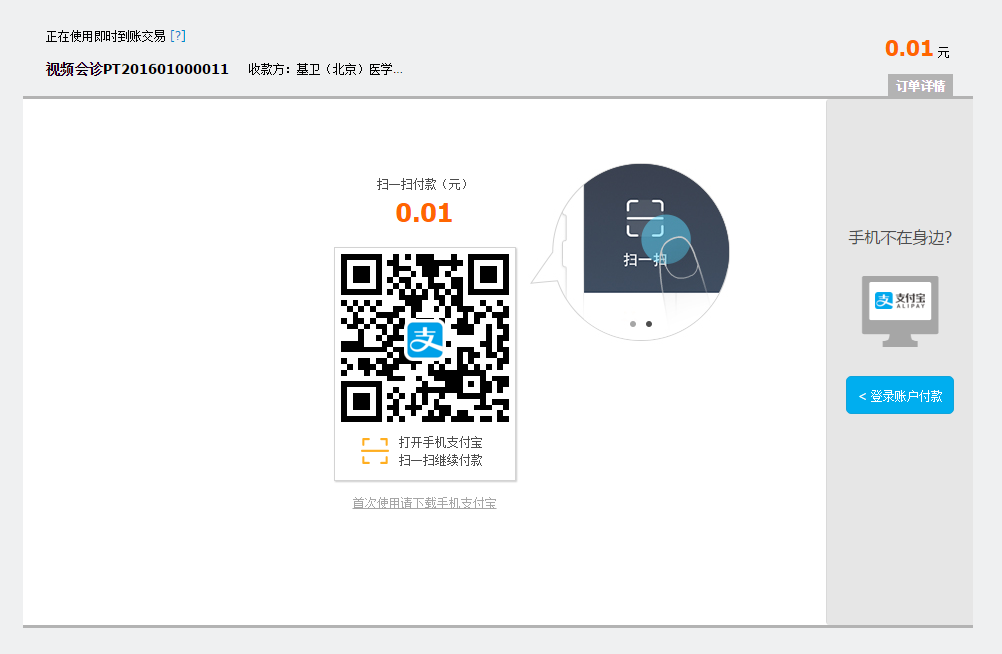 正在使用即时到账交易 [?]
0.01 元
视频会诊PT201601000011 收款方：基卫（北京）医学...
订单详情
扫一扫付款（元）
0.01
扫一扫
手机不在身边?
支 支付宝
ALIPAY
支
< 登录账户付款
打开手机支付宝
扫一扫继续付款
首次使用请下载手机支付宝